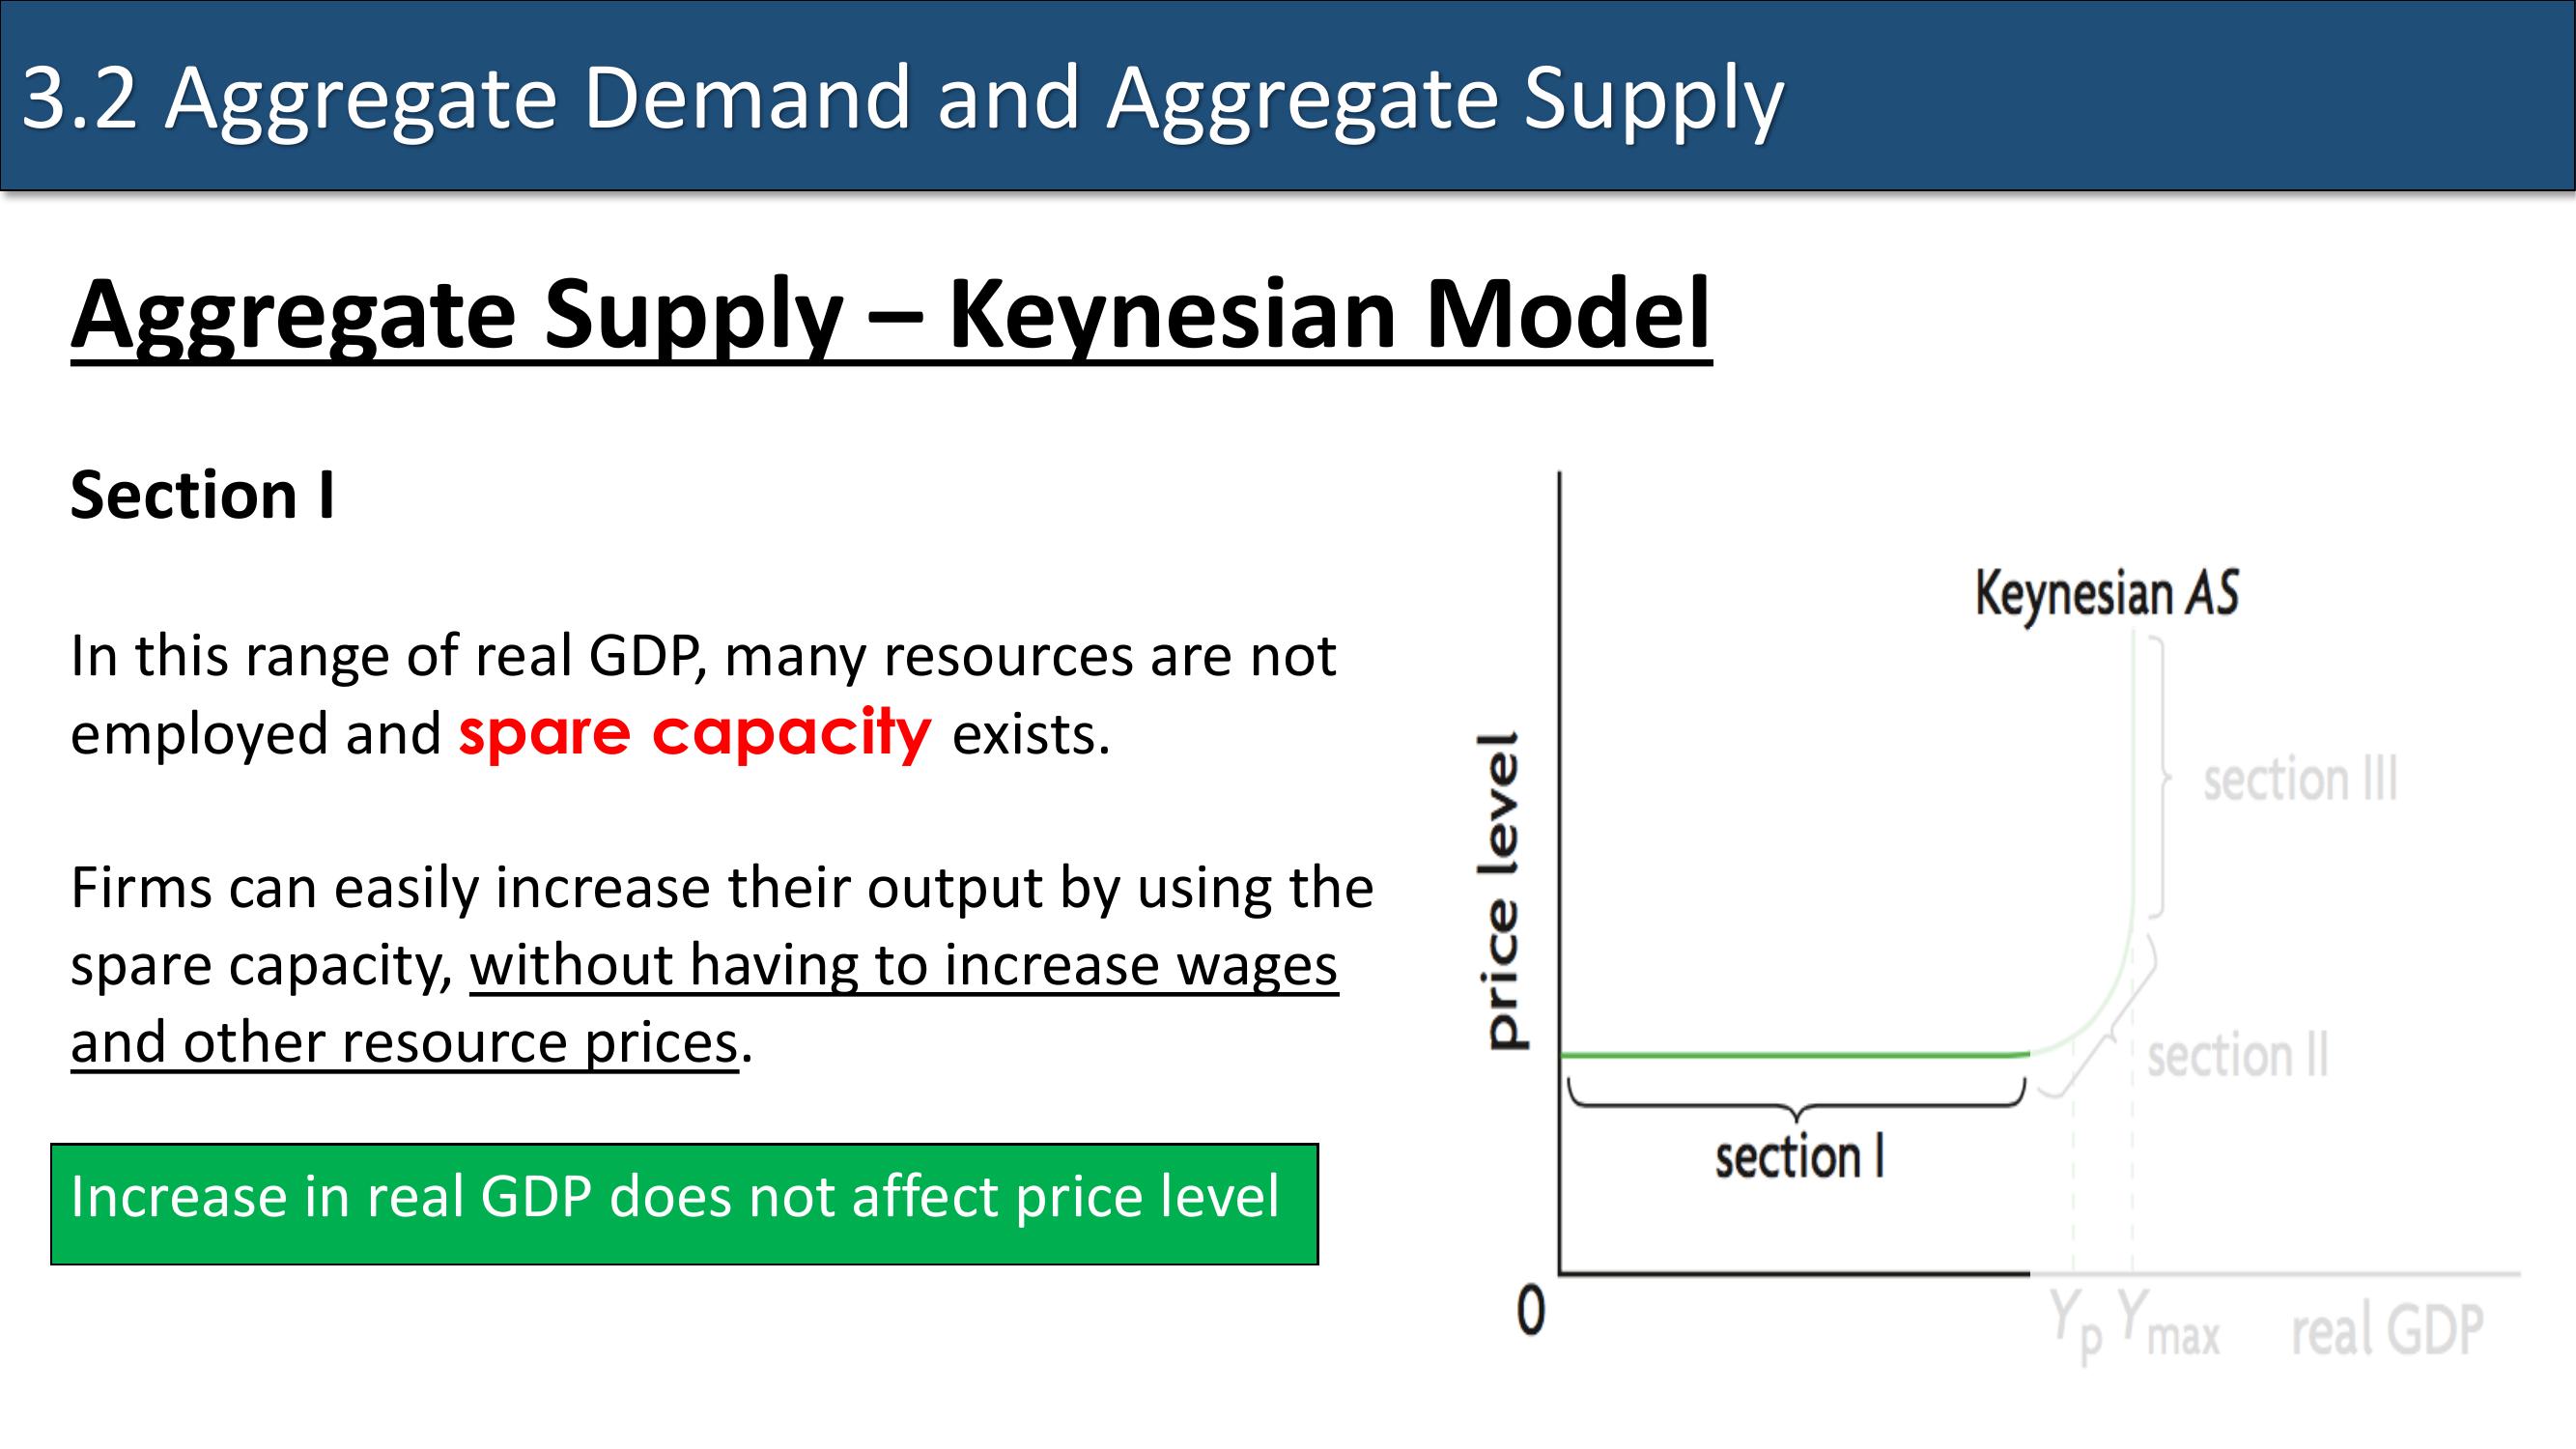 3.2 Aggregate Demand and Aggregate Supply
Aggregate Supply – Keynesian Model
Section I
In this range of real GDP, many resources are not
employed and spare capacity exists.
Firms can easily increase their output by using the
spare capacity, without having to increase wages
and other resource prices.
Increase in real GDP does not affect price level
Keynesian AS
price level
section III
section II
section I
0
Yp Ymax real GDP